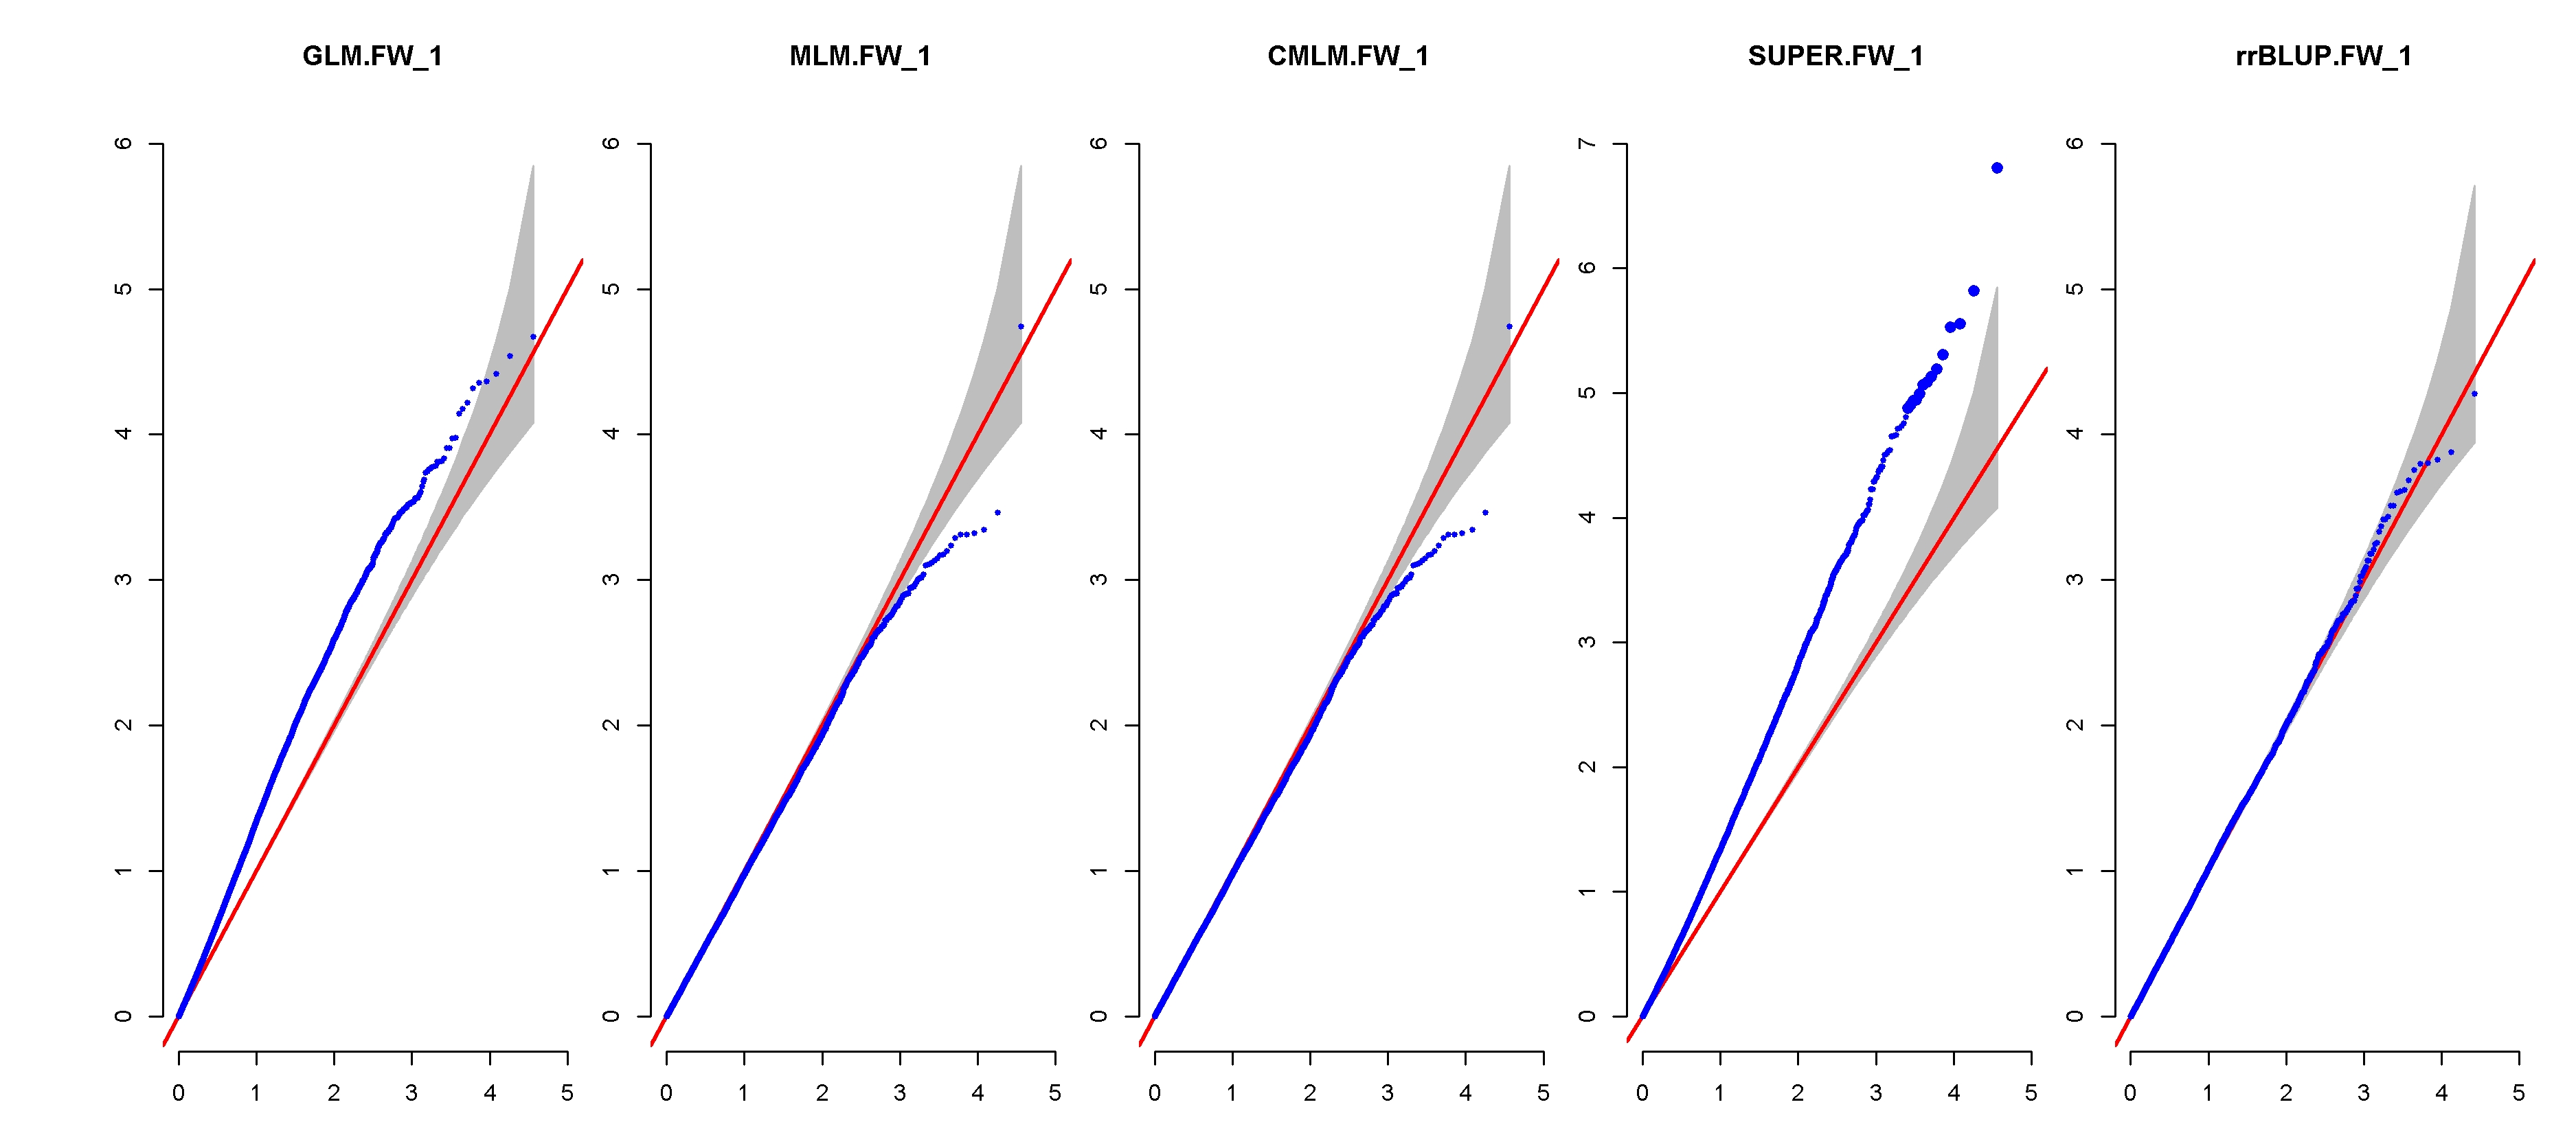 GLM.FW_1 MLM.FW_1 CMLM.FW_1 SUPER.FW_1 rrBLUP.FW_1
6 6 6 7 6
5 5 5 6 5
4 4 4 5 4
3 3 3 4 3
2 2 2 3 2
1 1 1 2 1
0 0 0 1 0
0
0 1 2 3 4 5 0 1 2 3 4 5 0 1 2 3 4 5 0 1 2 3 4 5 0 1 2 3 4 5